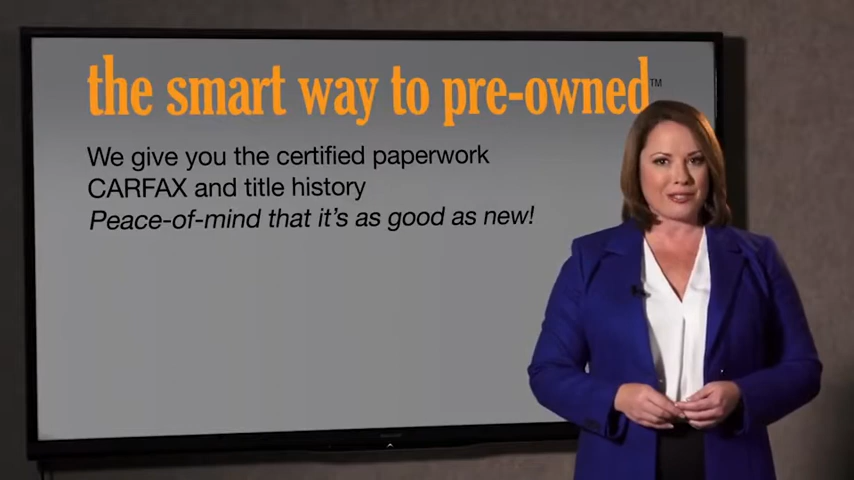 the smart way to pre-owned™
We give you the certified paperwork
CARFAX and title history
Peace-of-mind that it's as good as new!